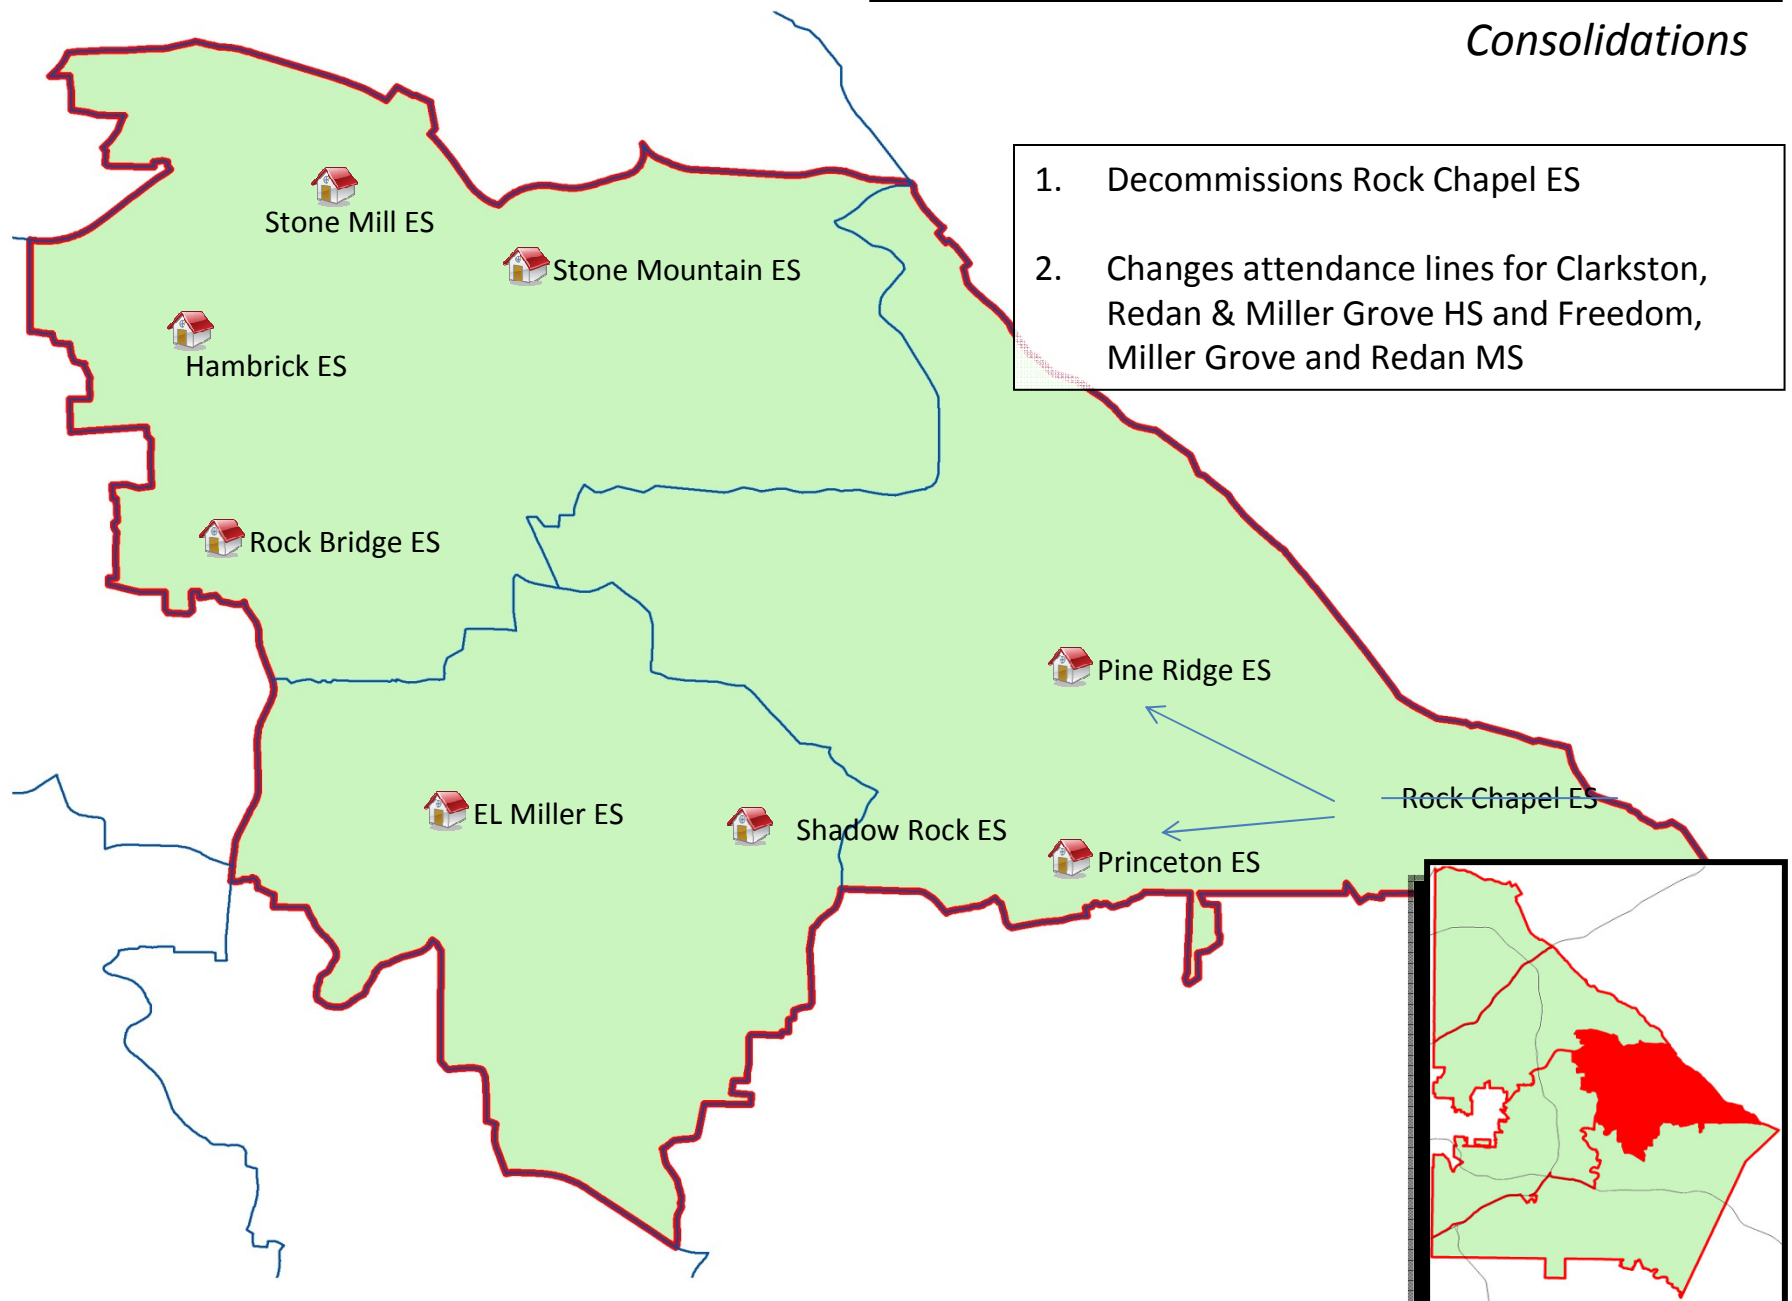 Consolidations
1. Decommissions Rock Chapel ES
2. Changes attendance lines for Clarkston,
Redan & Miller Grove HS and Freedom,
Miller Grove and Redan MS
Stone Mill ES
Stone Mountain ES
Hambrick ES
Rock Bridge ES
Pine Ridge ES
Rock Chapel ES
EL Miller ES
Shadow Rock ES
Princeton ES